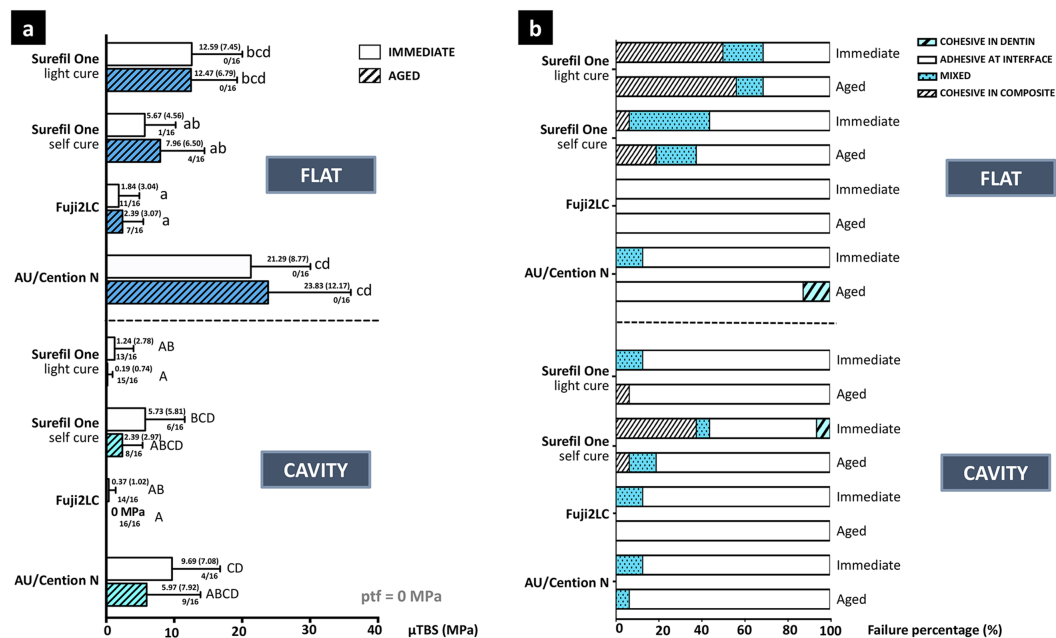 a
12.59 (7.45)
bcd
0/16
Surefil One
light cure
12.47 (6.79)
bcd
0/16
IMMEDIATE
AGED
5.67 (4.56)
ab
1/16
Surefil One
self cure
7.96 (6.50)
ab
4/16
FLAT
1.84 (3.04)
a
11/16
Fuji2LC
2.39 (3.07)
a
7/16
21.29 (8.77)
cd
0/16
AU/Cention N
23.83 (12.17)
cd
0/16
1.24 (2.78)
AB
13/16
Surefil One
light cure
0.19 (0.74)
A
15/16
5.73 (5.81)
BCD
6/16
Surefil One
self cure
2.39 (2.97)
ABCD
8/16
CAVITY
0.37 (1.02)
AB
14/16
Fuji2LC
0 MPa
A
16/16
9.69 (7.08)
CD
4/16
AU/Cention N
5.97 (7.92)
ABCD
9/16
ptf = 0 MPa
0 10 20 30 40
µTBS (MPa)
b
COHESIVE IN DENTIN
ADHESIVE AT INTERFACE
MIXED
COHESIVE IN COMPOSITE
Immediate
Surefil One
light cure
Aged
Immediate
Surefil One
self cure
Aged
FLAT
Immediate
Fuji2LC
Aged
Immediate
AU/Cention N
Aged
Immediate
Surefil One
light cure
Aged
Immediate
Surefil One
self cure
Aged
CAVITY
Immediate
Fuji2LC
Aged
Immediate
AU/Cention N
Aged
0 20 40 60 80 100
Failure percentage (%)